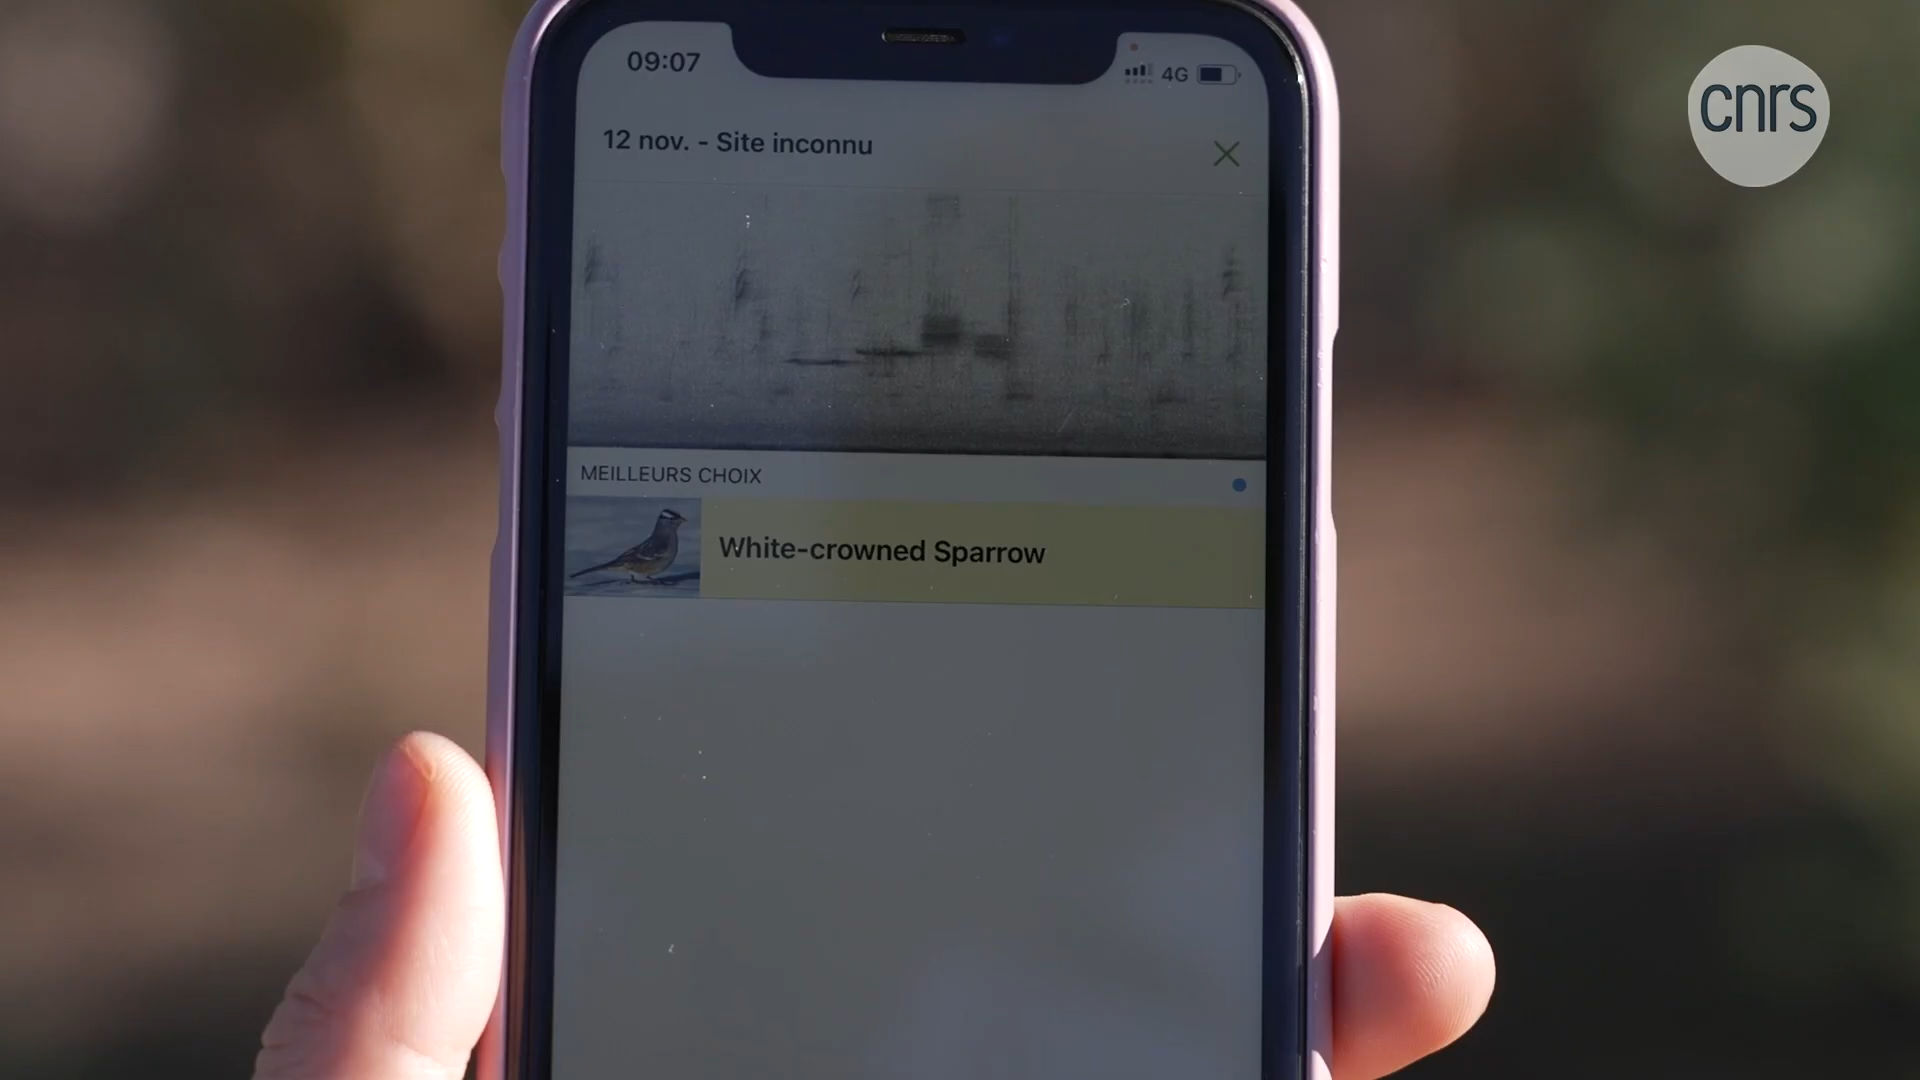 09:07
4G
cnrs
12 nov. - Site inconnu
MEILLEURS CHOIX
White-crowned Sparrow